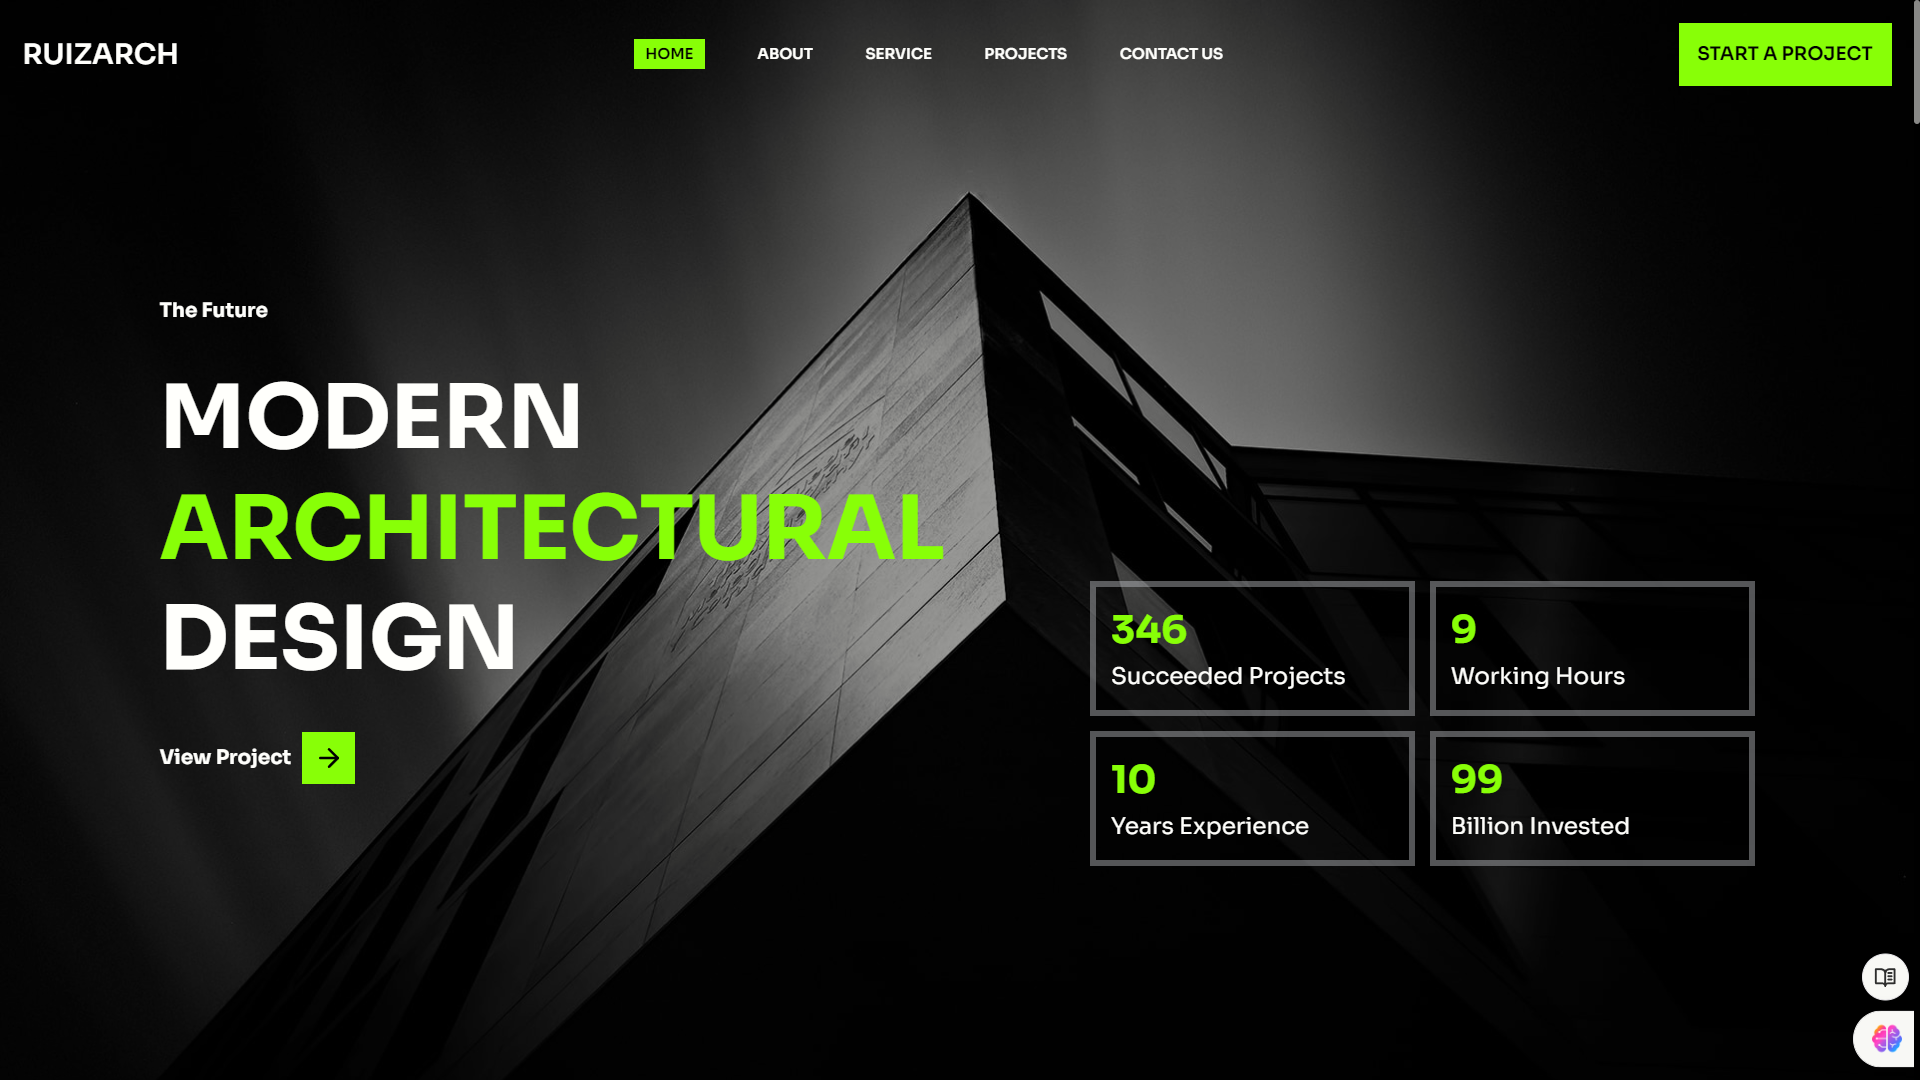 RUIZARCH
HOME
ABOUT
SERVICE
PROJECTS
CONTACT US
START A PROJECT
The Future
MODERN
ARCHITECTURAL
DESIGN
View Project
346
Succeeded Projects
9
Working Hours
10
Years Experience
99
Billion Invested